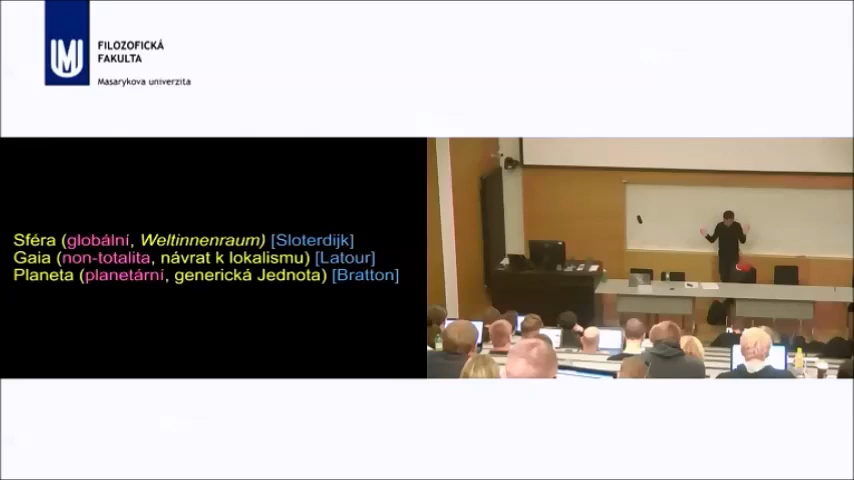 FILOZOFICKÁ
FAKULTA
Masarykova univerzita
Sféra (globální, Weltinnenraum) [Sloterdijk]
Gaia (non-totalita, návrat k lokalismu) [Latour]
Planeta (planetární, generická Jednota) [Bratton]